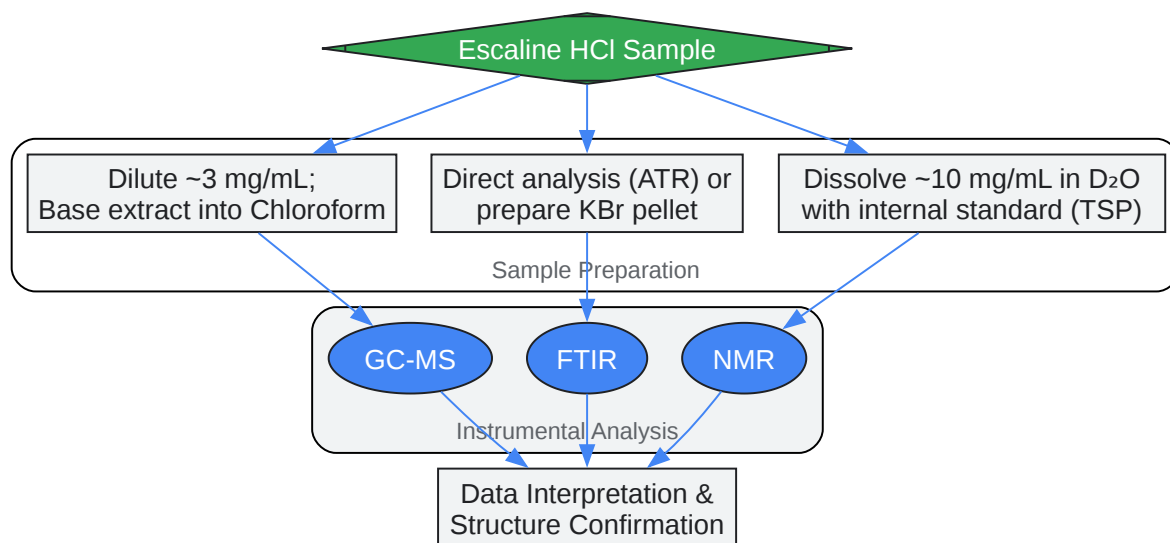 Escaline HCl Sample
Dilute ~3 mg/mL;
Base extract into Chloroform
Direct analysis (ATR) or
prepare KBr pellet
Dissolve ~10 mg/mL in D₂O
with internal standard (TSP)
Sample Preparation
GC-MS
FTIR
NMR
Instrumental Analysis
Data Interpretation &
Structure Confirmation